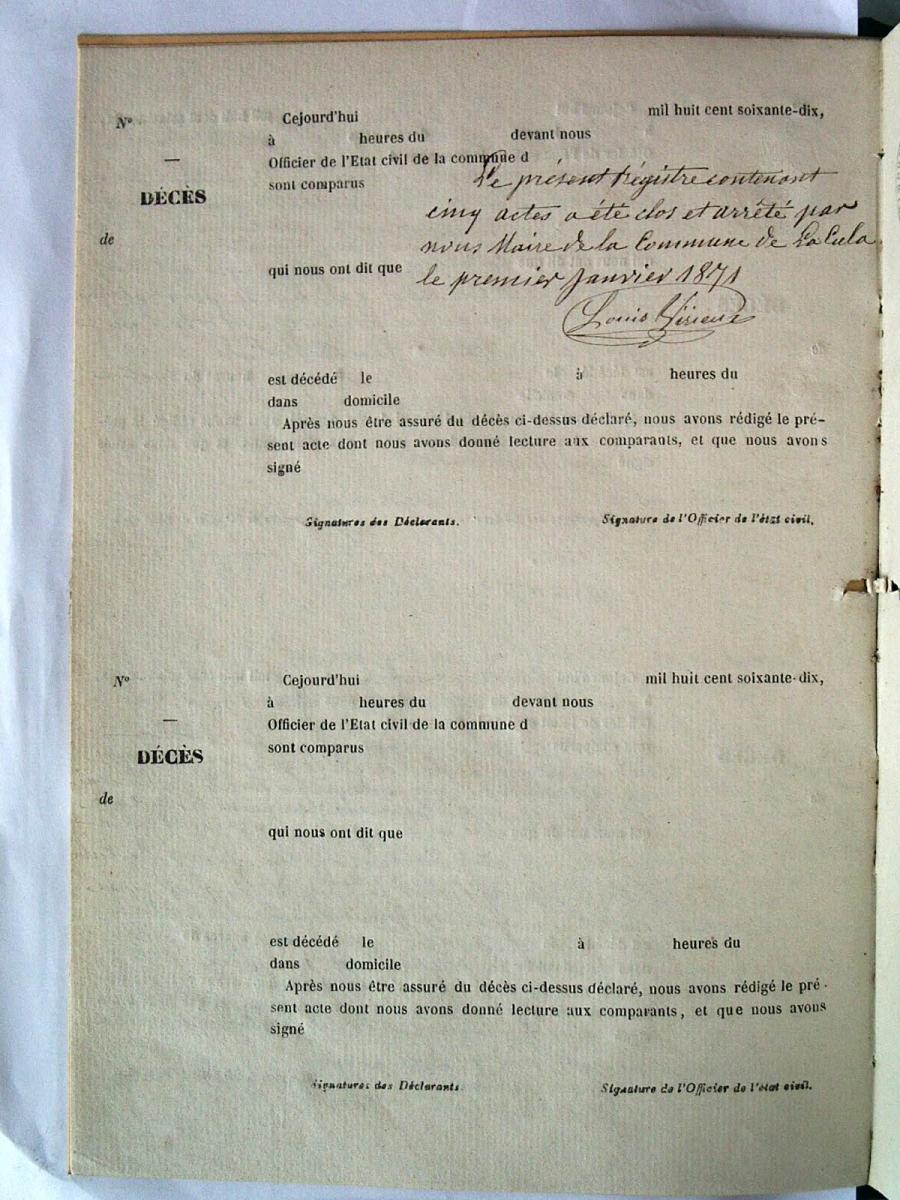 N° Cejourd'hui mil huit cent soixante-dix,
à heures du devant nous
— Officier de l'Etat civil de la commune d
Le présent Régistre contenant
DÉCÈS sont comparus
cinq actes a été clos et arrêté par
de nous Maire de la Commune de La Cula
qui nous ont dit que
le premier Janvier 1871
Louis
est décédé le à heures du
dans domicile
Après nous être assuré du décès ci-dessus déclaré, nous avons rédigé le pré-
sent acte dont nous avons donné lecture aux comparants, et que nous avons
signé
Signatures des Déclarants. Signature de l'Officier de l'état civil.
N° Cejourd'hui mil huit cent soixante-dix,
à heures du devant nous
— Officier de l'Etat civil de la commune d
DÉCÈS sont comparus
de
qui nous ont dit que
est décédé le à heures du
dans domicile
Après nous être assuré du décès ci-dessus déclaré, nous avons rédigé le pré-
sent acte dont nous avons donné lecture aux comparants, et que nous avons
signé
Signatures des Déclarants. Signature de l'Officier de l'état civil.